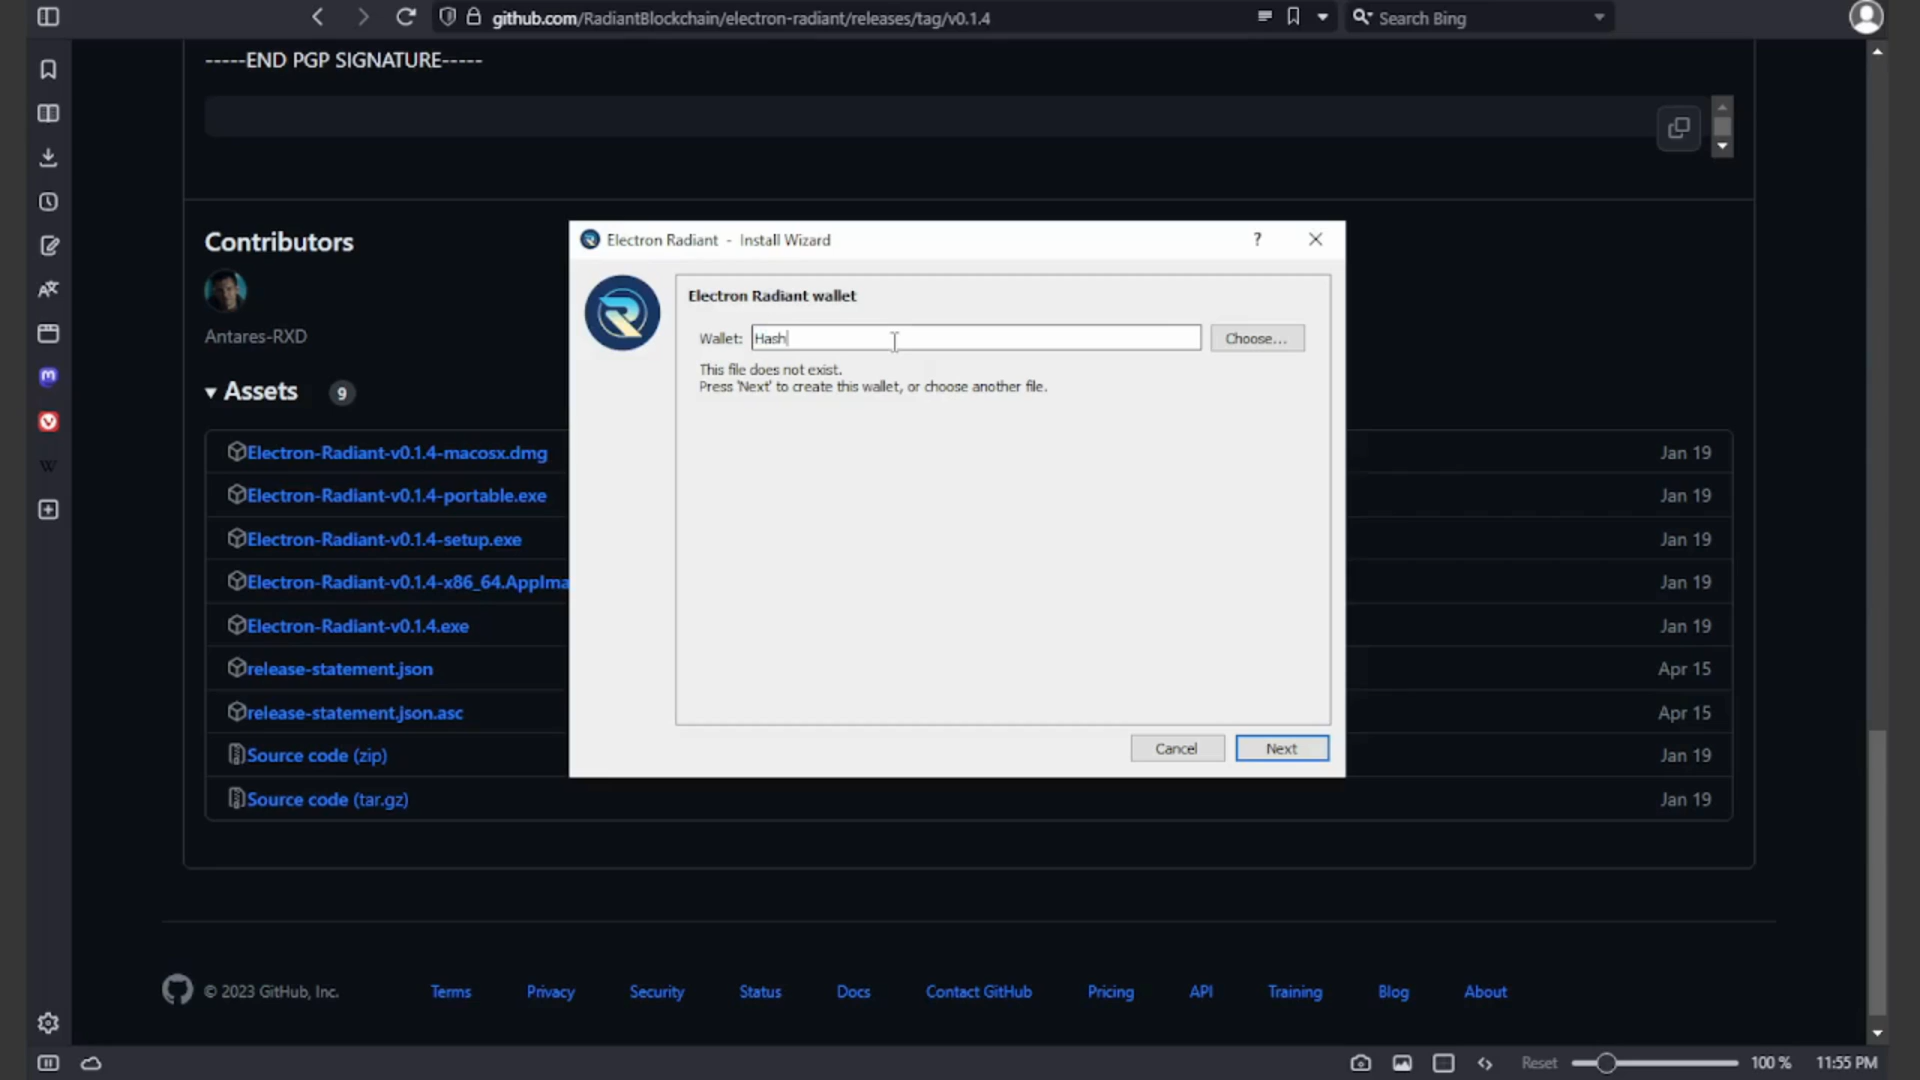 github.com/RadiantBlockchain/electron-radiant/releases/tag/v0.1.4
Search Bing
-----END PGP SIGNATURE-----
Contributors
Antares-RXD
Assets 9
Electron-Radiant-v0.1.4-macosx.dmg Jan 19
Electron-Radiant-v0.1.4-portable.exe Jan 19
Electron-Radiant-v0.1.4-setup.exe Jan 19
Electron-Radiant-v0.1.4-x86_64.AppIma Jan 19
Electron-Radiant-v0.1.4.exe Jan 19
release-statement.json Apr 15
release-statement.json.asc Apr 15
Source code (zip) Jan 19
Source code (tar.gz) Jan 19
Electron Radiant - Install Wizard ?
Electron Radiant wallet
Wallet: Hash Choose...
This file does not exist.
Press 'Next' to create this wallet, or choose another file.
Cancel Next
© 2023 GitHub, Inc. Terms Privacy Security Status Docs Contact GitHub Pricing API Training Blog About
Reset 100 % 11:55 PM